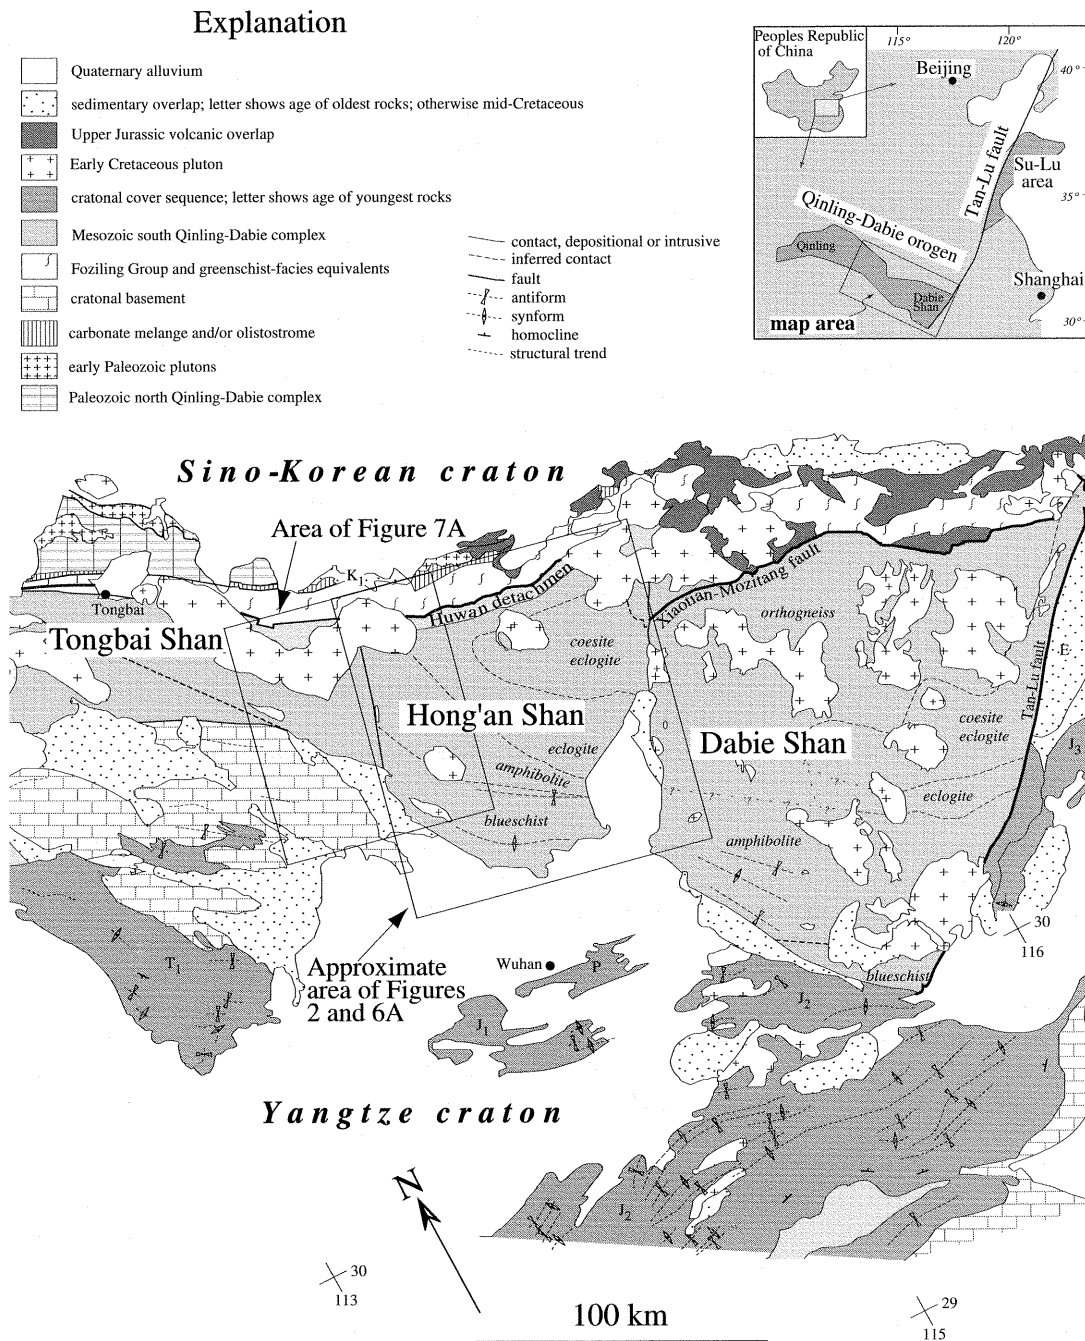 Explanation
Quaternary alluvium
sedimentary overlap; letter shows age of oldest rocks; otherwise mid-Cretaceous
Upper Jurassic volcanic overlap
Early Cretaceous pluton
cratonal cover sequence; letter shows age of youngest rocks
Mesozoic south Qinling-Dabie complex
Foziling Group and greenschist-facies equivalents
cratonal basement
carbonate melange and/or olistostrome
early Paleozoic plutons
Paleozoic north Qinling-Dabie complex
contact, depositional or intrusive
inferred contact
fault
antiform
synform
homocline
structural trend
Peoples Republic
of China
115°
120°
40°
Beijing
Tan-Lu fault
Su-Lu
area
35°
Qinling-Dabie orogen
Qinling
Dabie
Shan
Shanghai
map area
30°
Sino-Korean craton
Area of Figure 7A
K1
Huwan detachmen
Xiaotian-Mozitang fault
Tongbai
Tongbai Shan
orthogneiss
coesite
eclogite
Tan-Lu fault
E
Hong'an Shan
Dabie Shan
coesite
eclogite
J3
eclogite
amphibolite
eclogite
blueschist
amphibolite
30
116
T1
Approximate
area of Figures
2 and 6A
Wuhan
P
blueschist
J2
J1
Yangtze craton
N
J2
30
113
100 km
29
115